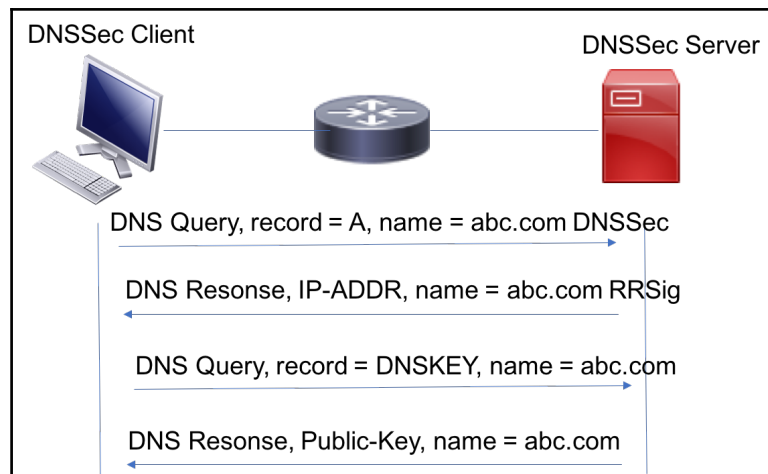 DNSSec Client
DNSSec Server
DNS Query, record = A, name = abc.com DNSSec
DNS Resonse, IP-ADDR, name = abc.com RRSig
DNS Query, record = DNSKEY, name = abc.com
DNS Resonse, Public-Key, name = abc.com